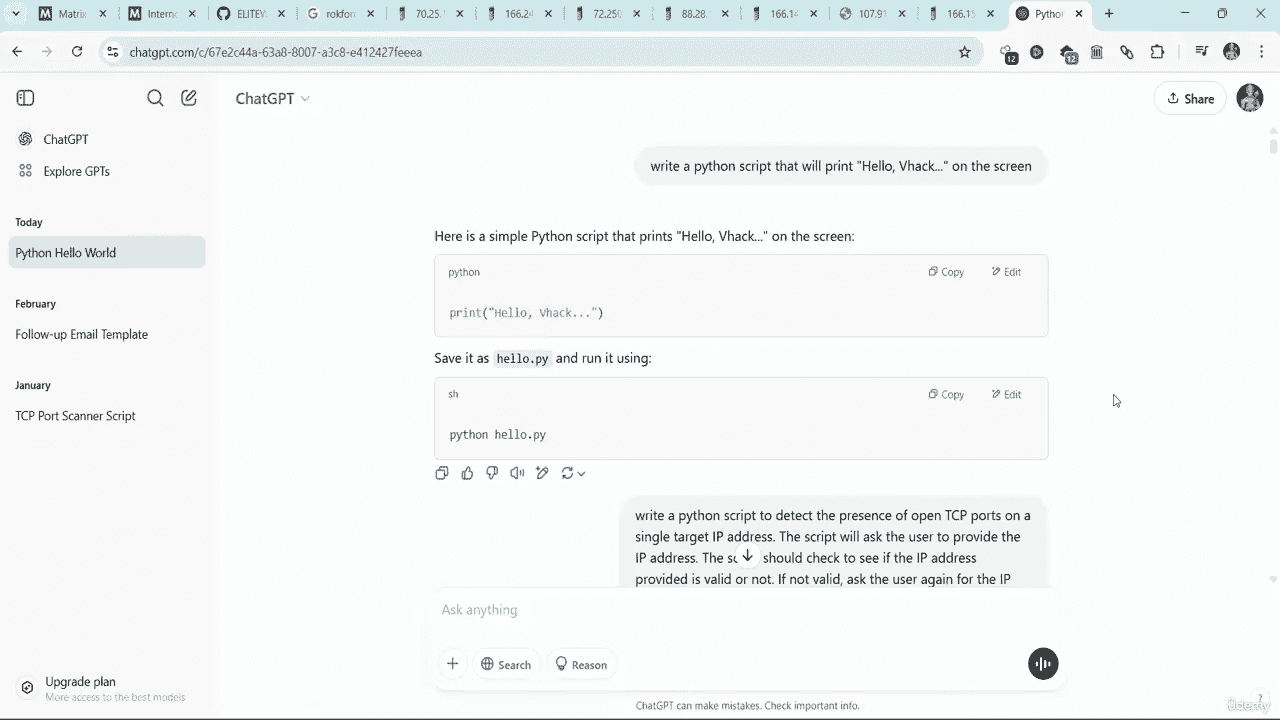 Matrix
Intern
ELITEV
rokfor
70.25.
166.24
72.250
88.28.
166.14
107.91
166.15
Pytho
chatgpt.com/c/67e2c44a-63a8-8007-a3c8-e412427feeea
12
12
ChatGPT
Share
ChatGPT
Explore GPTs
Today
Python Hello World
February
Follow-up Email Template
January
TCP Port Scanner Script
Upgrade plan
More access to the best models
write a python script that will print "Hello, Vhack..." on the screen
Here is a simple Python script that prints "Hello, Vhack..." on the screen:
python
Copy
Edit
print("Hello, Vhack...")
Save it as hello.py and run it using:
sh
Copy
Edit
python hello.py
write a python script to detect the presence of open TCP ports on a
single target IP address. The script will ask the user to provide the
IP address. The sc should check to see if the IP address
provided is valid or not. If not valid, ask the user again for the IP
Ask anything
Search
Reason
ChatGPT can make mistakes. Check important info.
?
Udemy